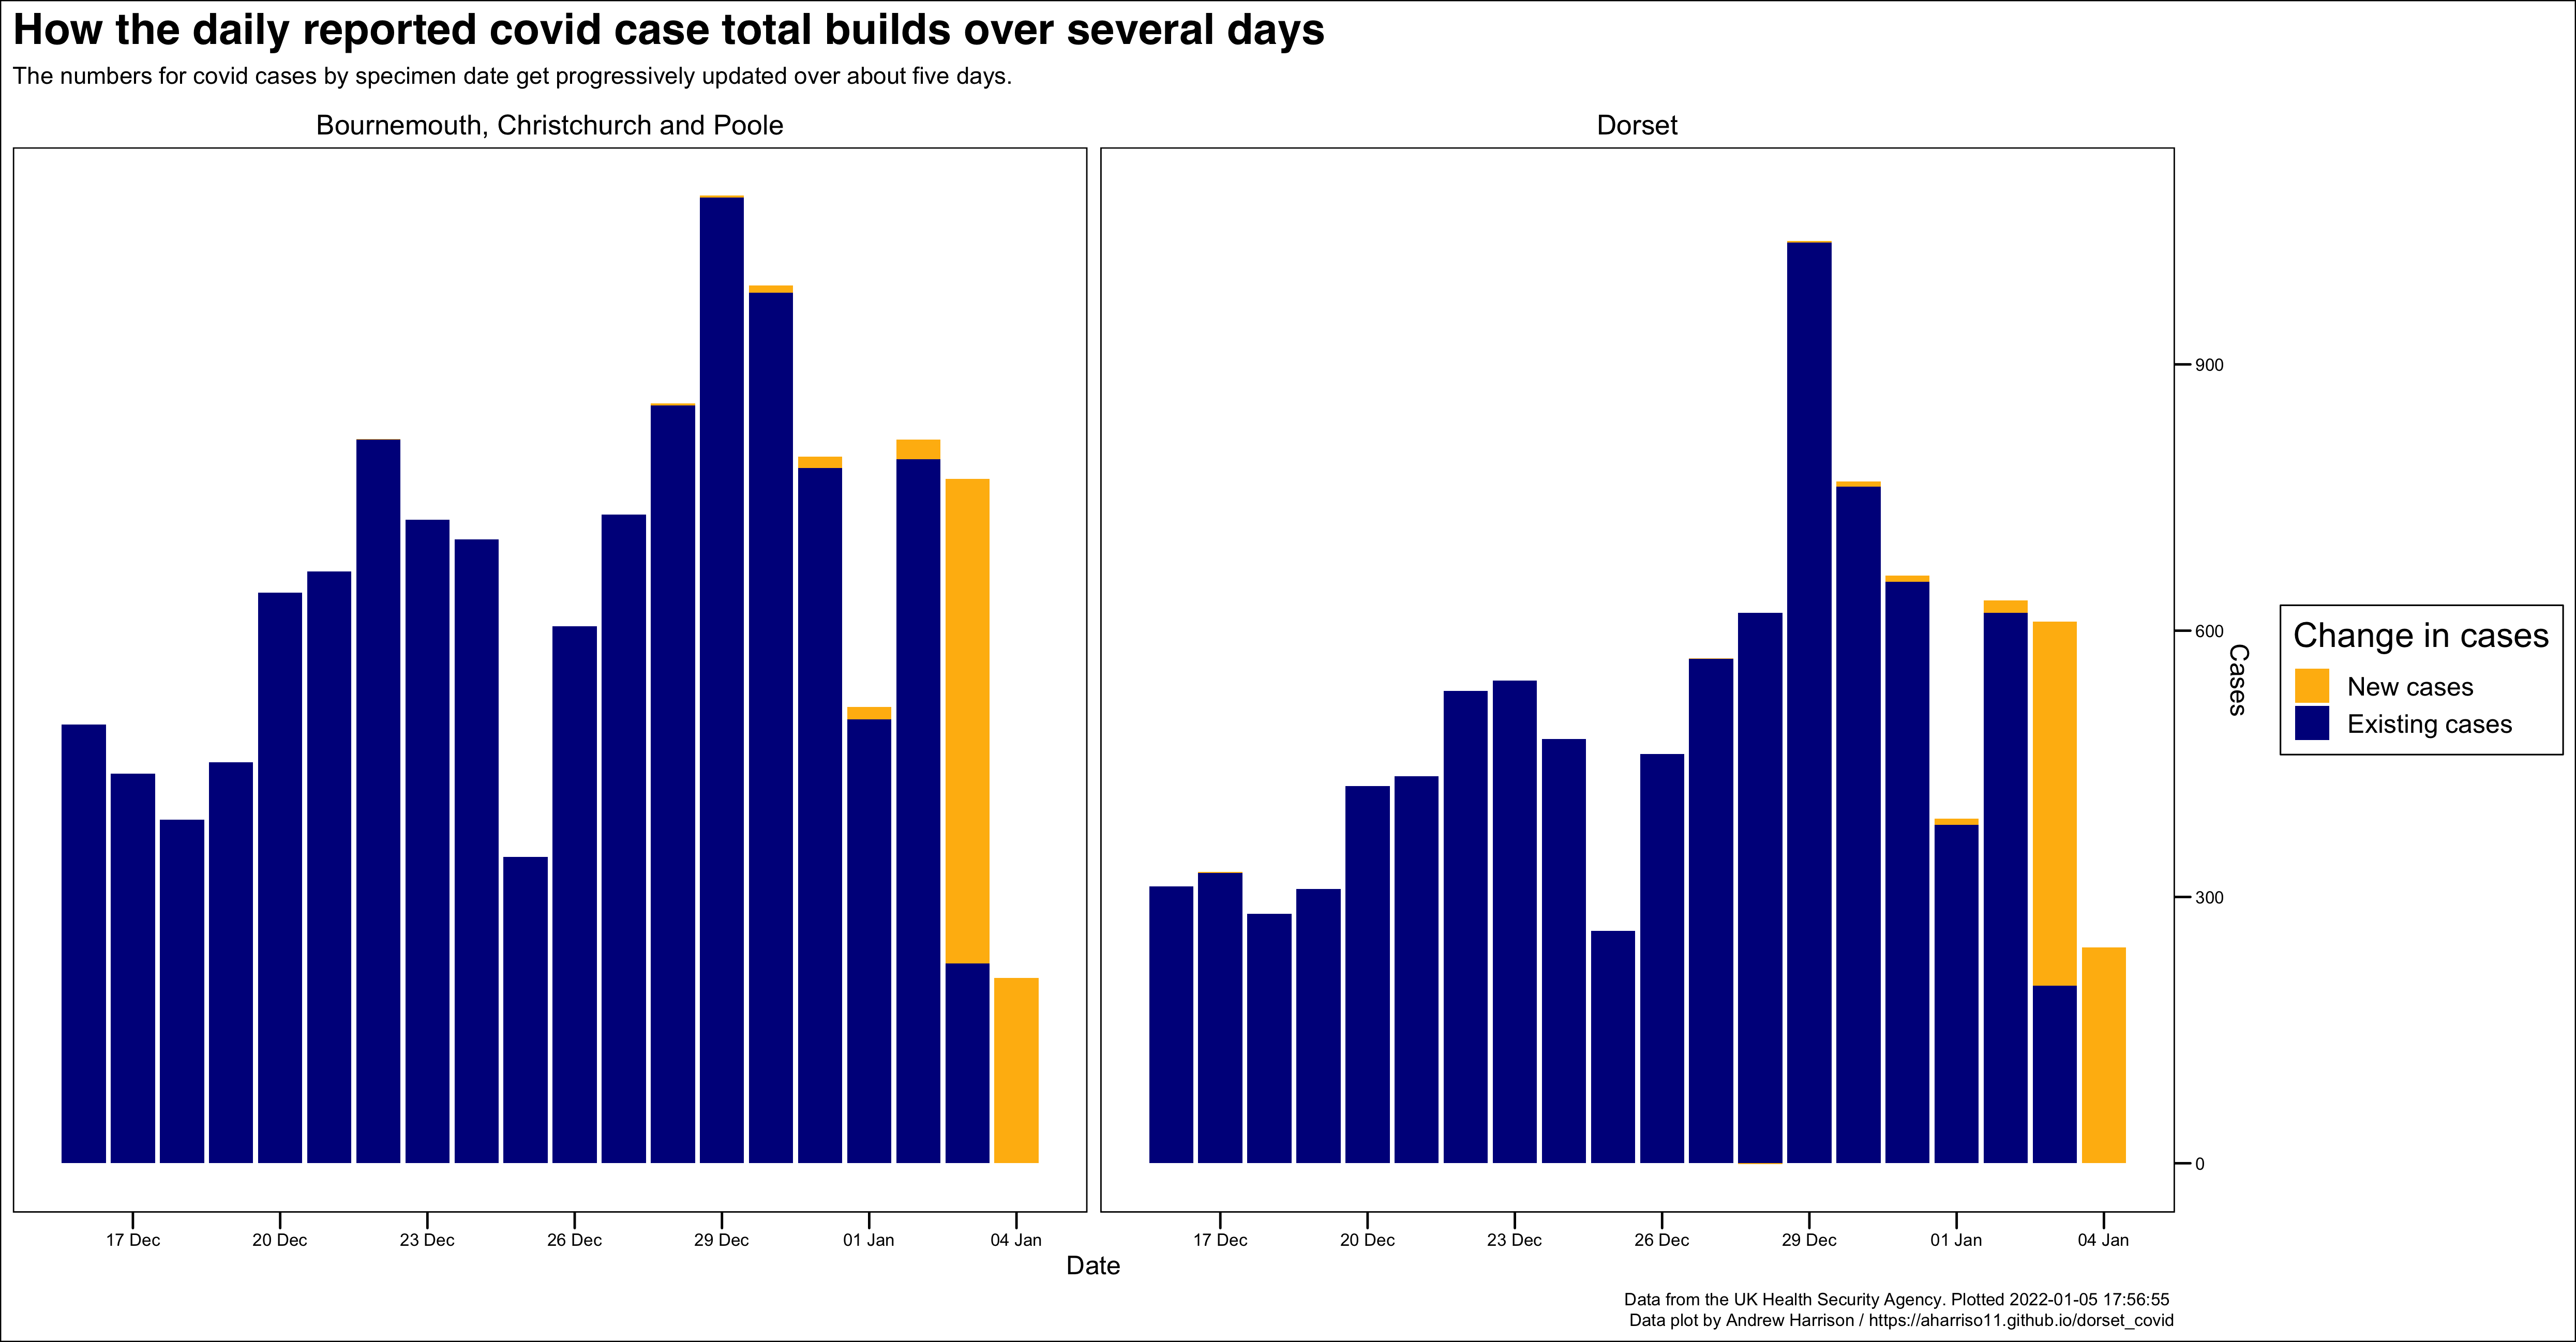 How the daily reported covid case total builds over several days
The numbers for covid cases by specimen date get progressively updated over about five days.
Bournemouth, Christchurch and Poole
Dorset
900
600
300
0
Cases
Change in cases
New cases
Existing cases
17 Dec 20 Dec 23 Dec 26 Dec 29 Dec 01 Jan 04 Jan
17 Dec 20 Dec 23 Dec 26 Dec 29 Dec 01 Jan 04 Jan
Date
Data from the UK Health Security Agency. Plotted 2022-01-05 17:56:55
Data plot by Andrew Harrison / https://aharriso11.github.io/dorset_covid